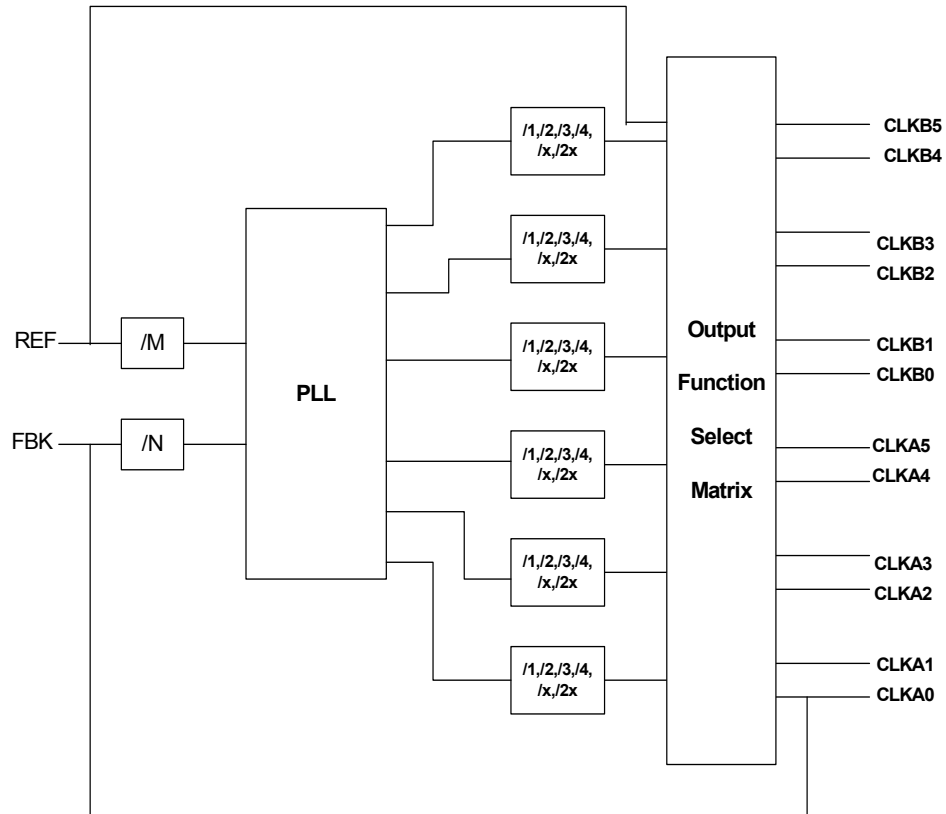 /1,/2,/3,/4,
/x,/2x
CLKB5
CLKB4
/1,/2,/3,/4,
/x,/2x
CLKB3
CLKB2
REF
/M
PLL
/1,/2,/3,/4,
/x,/2x
Output
Function
Select
Matrix
CLKB1
CLKB0
FBK
/N
/1,/2,/3,/4,
/x,/2x
CLKA5
CLKA4
/1,/2,/3,/4,
/x,/2x
CLKA3
CLKA2
/1,/2,/3,/4,
/x,/2x
CLKA1
CLKA0